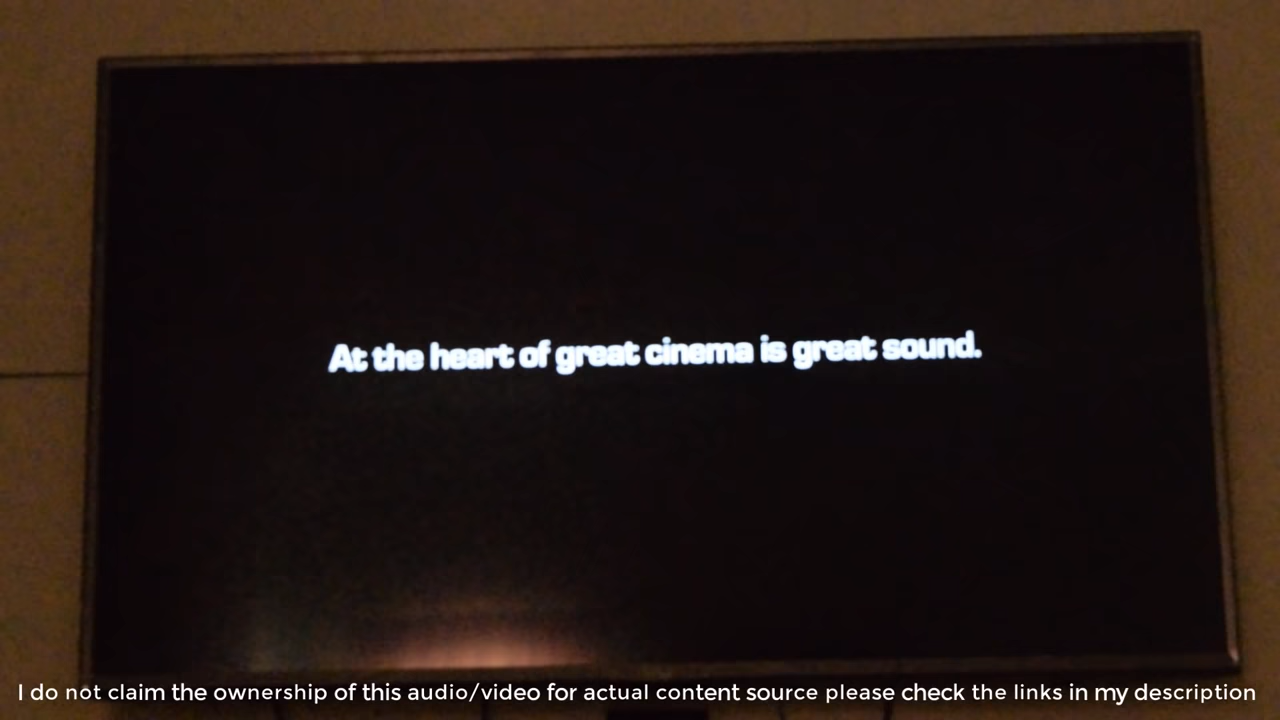 At the heart of great cinema is great sound.
I do not claim the ownership of this audio/video for actual content source please check the links in my description